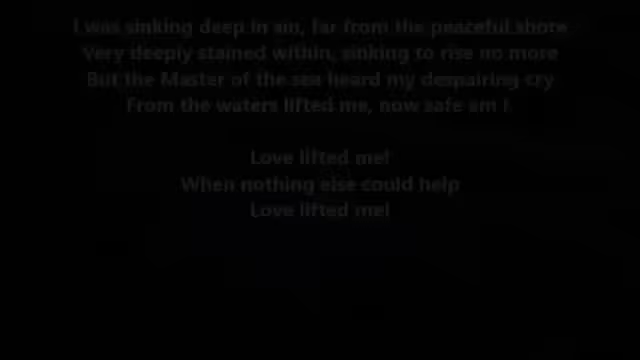 I was sinking deep in sin, far from the peaceful shore
Very deeply stained within, sinking to rise no more
But the Master of the sea heard my despairing cry
From the waters lifted me, now safe am I
Love lifted me!
When nothing else could help
Love lifted me!